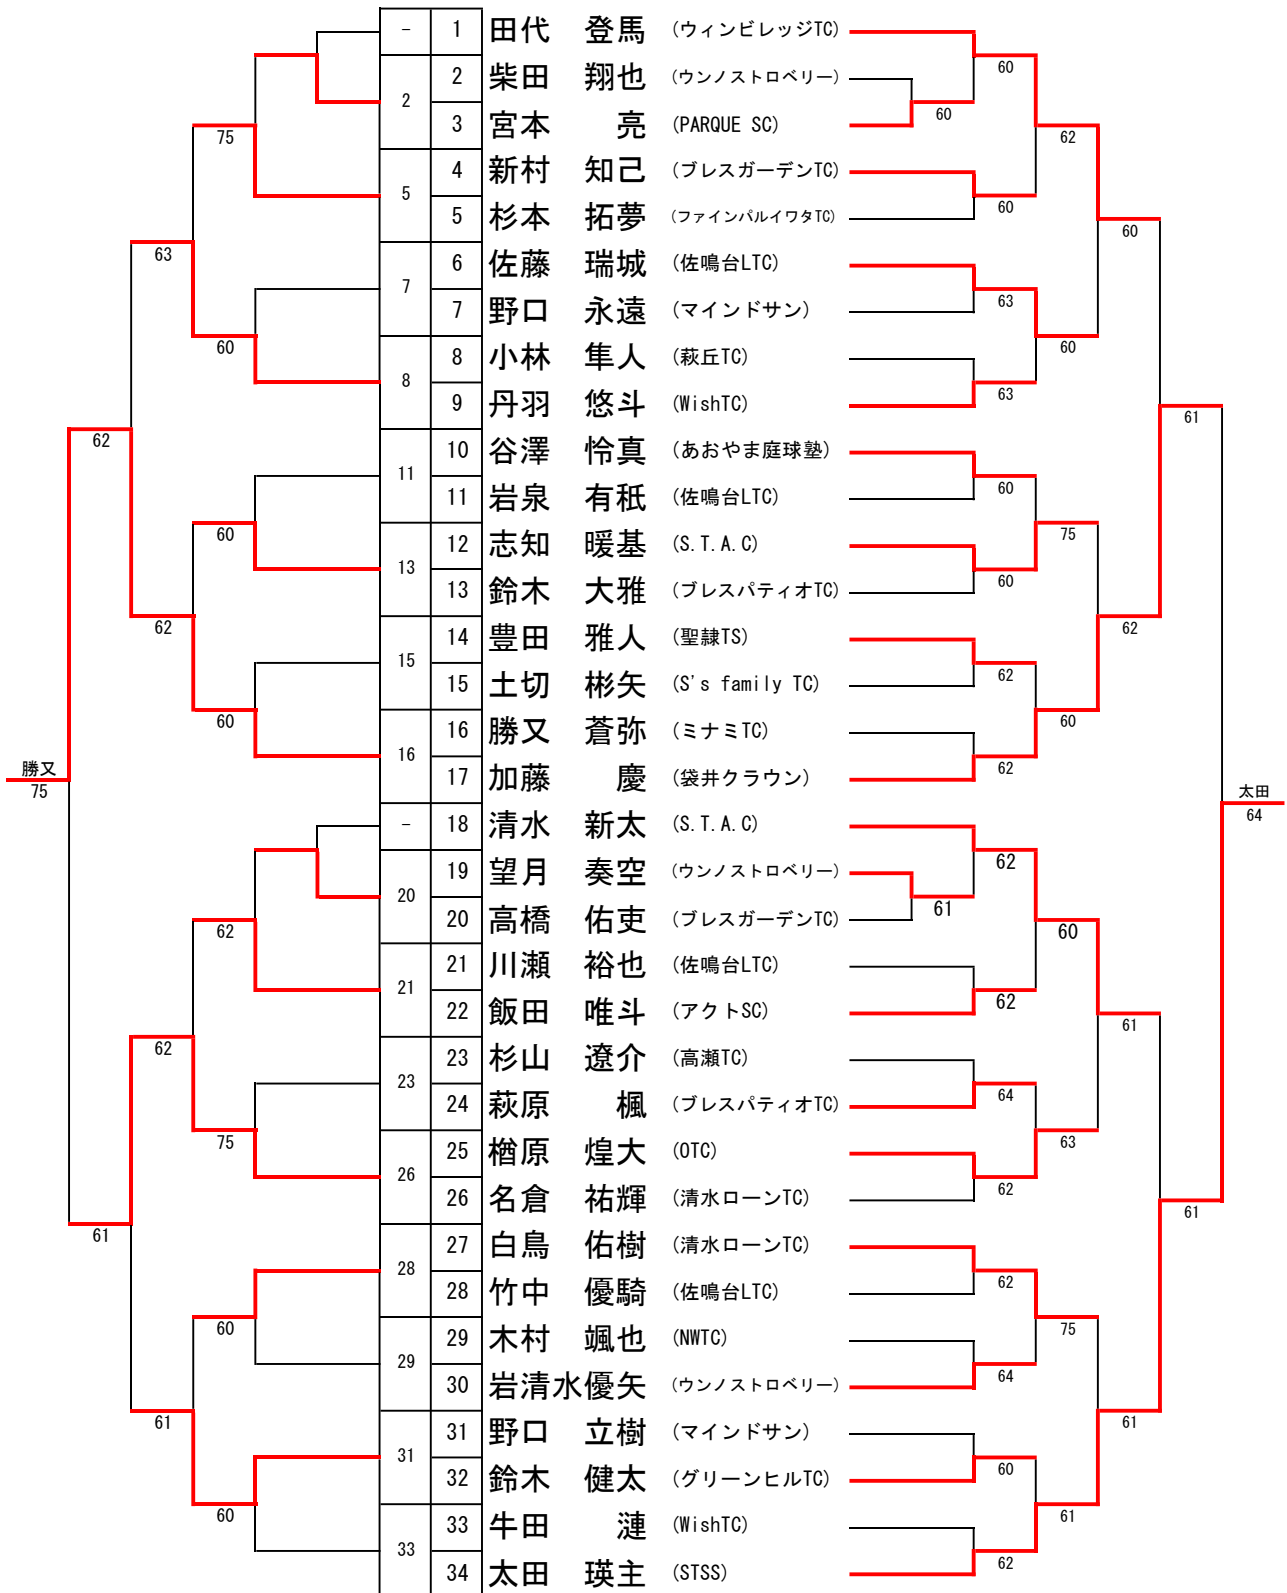 - 1 田代 登馬 (ウィンビレッジTC)
60
2 柴田 翔也 (ウンノストロベリー)
2
60
75 3 宮本 亮 (PARQUE SC) 62
4 新村 知己 (ブレスガーデンTC)
5
60
5 杉本 拓夢 (ファインパルイワタTC)
63 60
6 佐藤 瑞城 (佐鳴台LTC)
7
63
7 野口 永遠 (マインドサン)
60 60
8 小林 隼人 (萩丘TC)
8
63
9 丹羽 悠斗 (WishTC)
62 61
10 谷澤 怜真 (あおやま庭球塾)
11
60
11 岩泉 有秖 (佐鳴台LTC)
60 75
12 志知 暖基 (S.T.A.C)
13
60
13 鈴木 大雅 (ブレスパティオTC)
62 62
14 豊田 雅人 (聖隷TS)
15
62
15 土切 彬矢 (S's family TC)
60 60
16 勝又 蒼弥 (ミナミTC)
16
62
勝又
17 加藤 慶 (袋井クラウン)
75
太田
64
- 18 清水 新太 (S.T.A.C)
62
19 望月 奏空 (ウンノストロベリー)
20
61
20 高橋 佑吏 (ブレスガーデンTC)
62 60
21 川瀬 裕也 (佐鳴台LTC)
21
62
22 飯田 唯斗 (アクトSC)
62 61
23 杉山 遼介 (高瀬TC)
23
64
24 萩原 楓 (ブレスパティオTC)
75 63
25 楢原 煌大 (OTC)
26
62
26 名倉 祐輝 (清水ローンTC)
61 61
27 白鳥 佑樹 (清水ローンTC)
28
62
28 竹中 優騎 (佐鳴台LTC)
60 75
29 木村 颯也 (NWTC)
29
64
30 岩清水優矢 (ウンノストロベリー)
61 61
31 野口 立樹 (マインドサン)
31
60
32 鈴木 健太 (グリーンヒルTC)
60 61
33 牛田 漣 (WishTC)
33
62
34 太田 瑛主 (STSS)